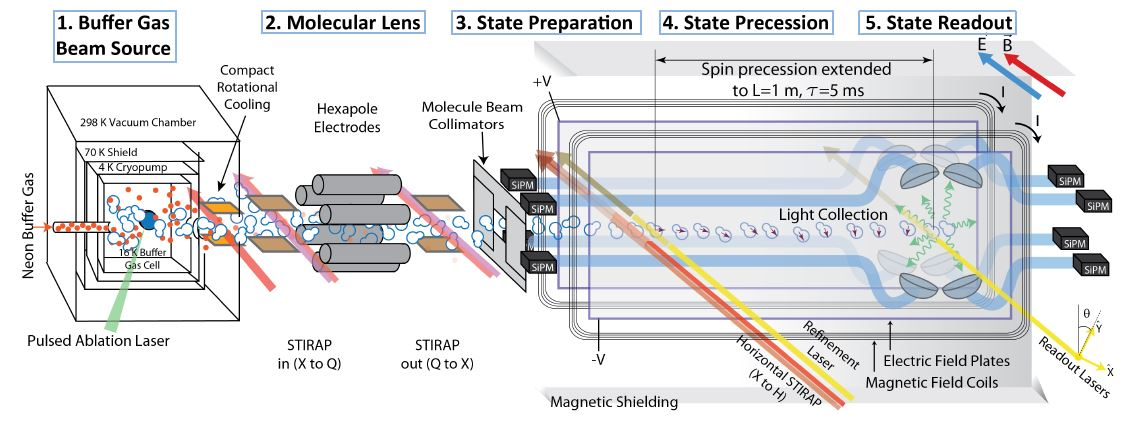 1. Buffer Gas
Beam Source
2. Molecular Lens
3. State Preparation
4. State Precession
5. State Readout
E
B
Compact
Rotational
Cooling
Hexapole
Electrodes
Molecule Beam
Collimators
+V
Spin precession extended
to L=1 m, τ=5 ms
I
I
298 K Vacuum Chamber
70 K Shield
4 K Cryopump
16 K Buffer
Gas Cell
Neon Buffer Gas
Pulsed Ablation Laser
STIRAP
in (X to Q)
STIRAP
out (Q to X)
SiPM
SiPM
SiPM
SiPM
SiPM
SiPM
SiPM
Light Collection
-V
Refinement
Laser
Horizontal STIRAP
(X to H)
Electric Field Plates
Magnetic Field Coils
Magnetic Shielding
Readout Lasers
θ
Y
X